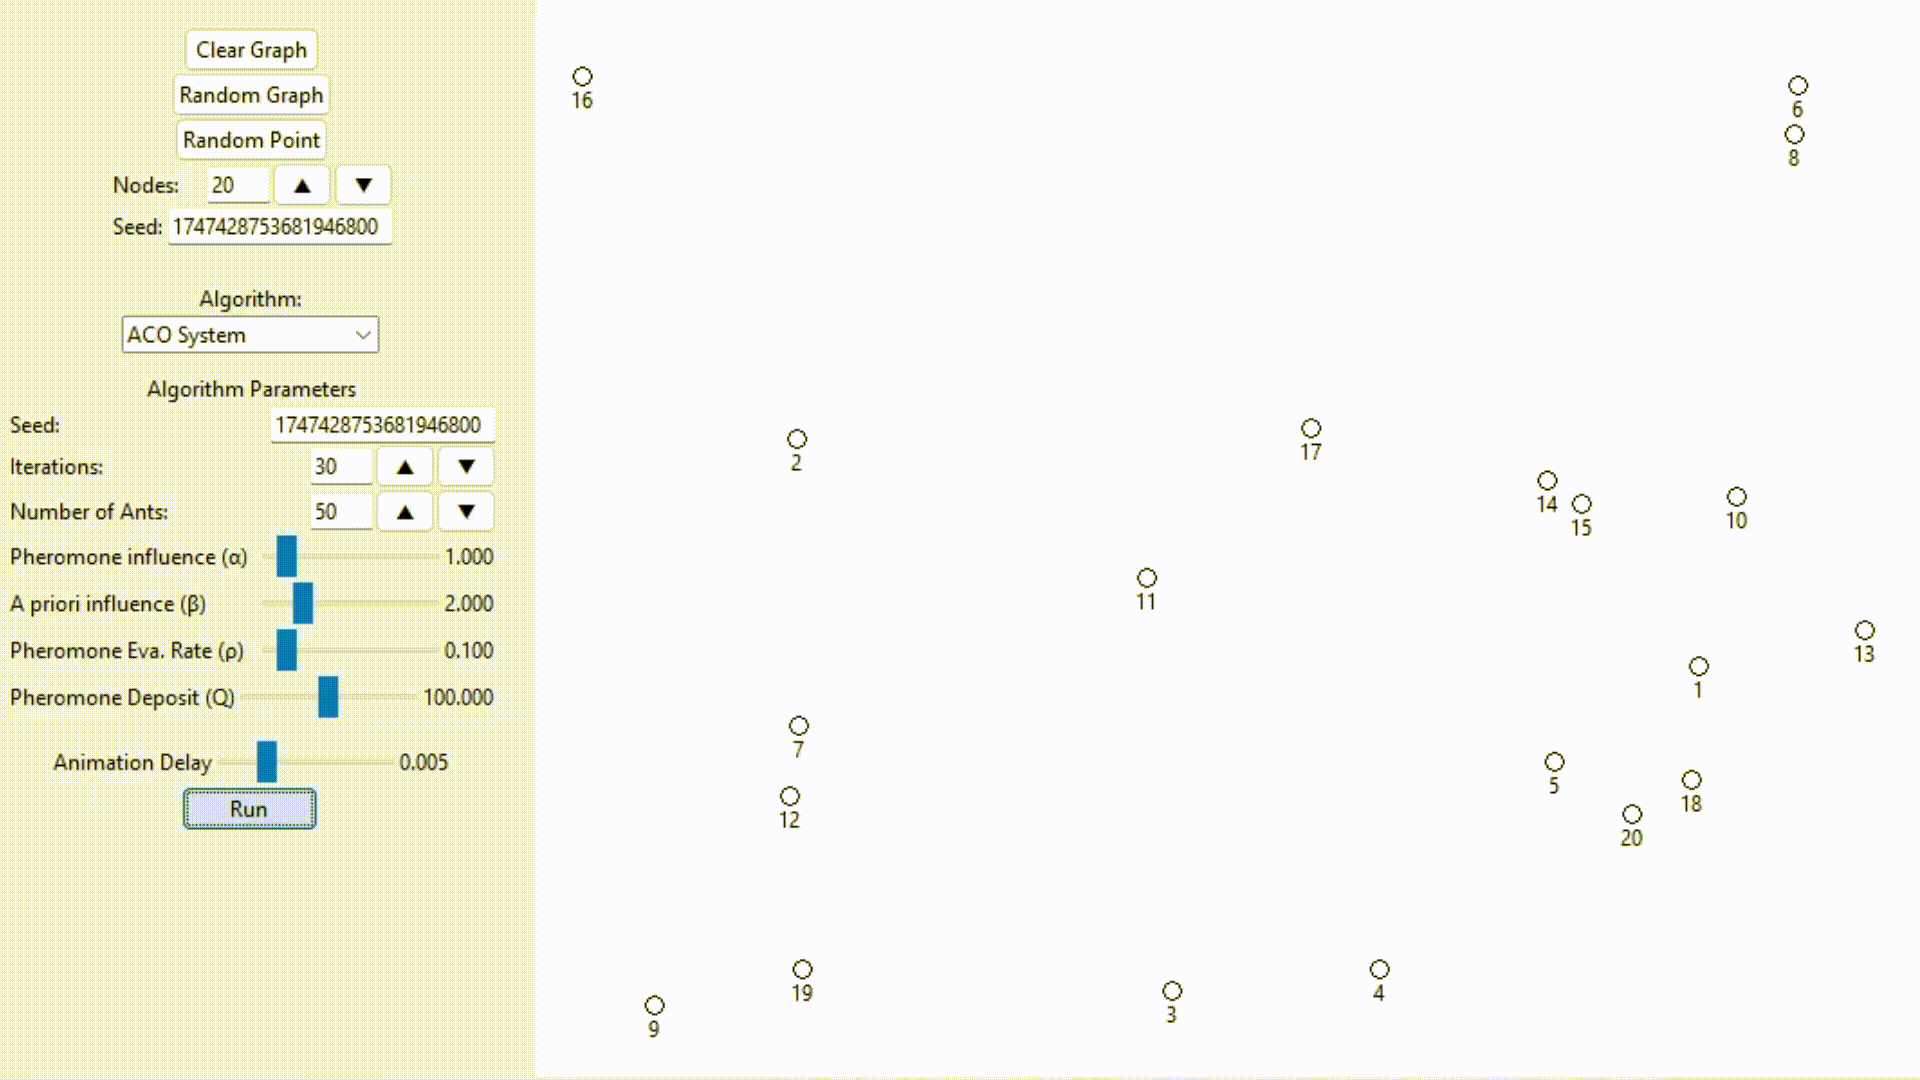 Clear Graph
Random Graph
Random Point
Nodes: 20 ▲ ▼
Seed: 1747428753681946800
Algorithm:
ACO System
Algorithm Parameters
Seed: 1747428753681946800
Iterations: 30 ▲ ▼
Number of Ants: 50 ▲ ▼
Pheromone influence (α) 1.000
A priori influence (β) 2.000
Pheromone Eva. Rate (ρ) 0.100
Pheromone Deposit (Q) 100.000
Animation Delay 0.005
Run
16
6
8
2
17
14
15
10
11
13
1
7
5
18
12
20
19
4
3
9